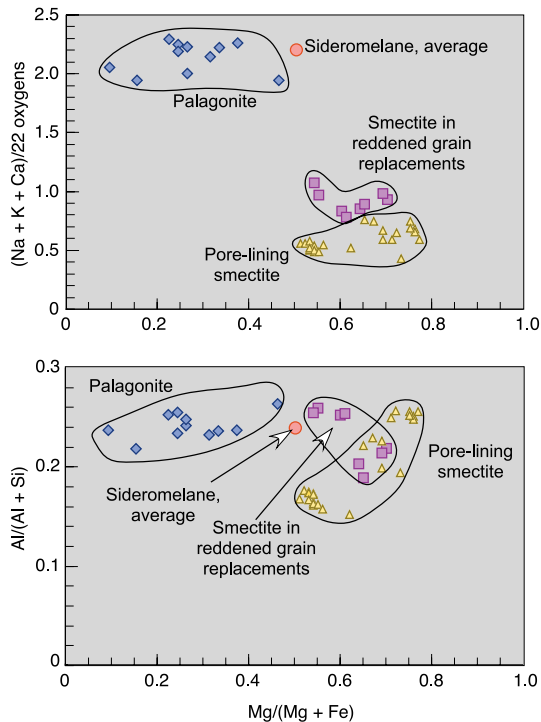 2.5
2.0
1.5
1.0
0.5
0
(Na + K + Ca)/22 oxygens
Sideromelane,
average
Palagonite
Smectite in
reddened grain
replacements
Pore-lining
smectite
0
0.2
0.4
0.6
0.8
1.0
0.3
0.2
0.1
0
Al/(Al + Si)
Palagonite
Sideromelane,
average
Smectite in
reddened grain
replacements
Pore-lining
smectite
0
0.2
0.4
0.6
0.8
1.0
Mg/(Mg + Fe)